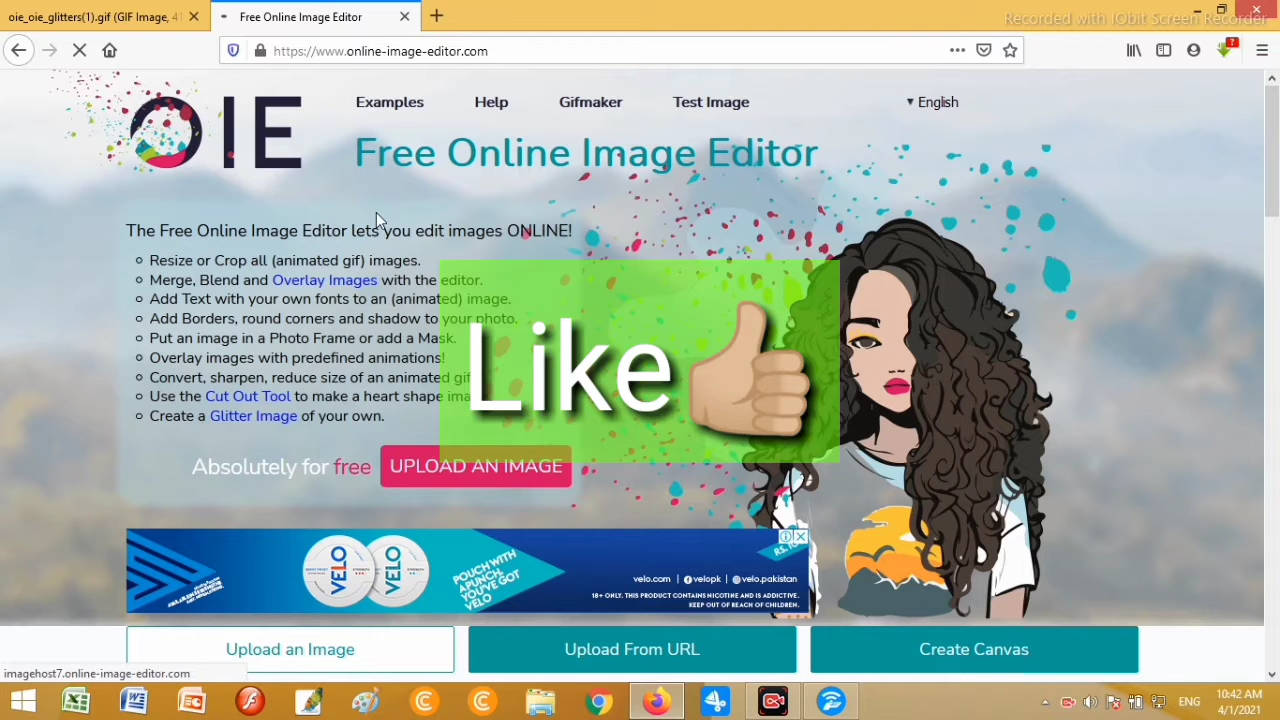 oie_oie_glitters(1).gif (GIF Image, 41
Free Online Image Editor
Recorded with IObit Screen Recorder
https://www.online-image-editor.com
OIE
Examples
Help
Gifmaker
Test Image
▾ English
Free Online Image Editor
The Free Online Image Editor lets you edit images ONLINE!
Resize or Crop all (animated gif) images.
Merge, Blend and Overlay Images with the editor.
Add Text with your own fonts to an (animated) image.
Add Borders, round corners and shadow to your photo.
Put an image in a Photo Frame or add a Mask.
Overlay images with predefined animations!
Convert, sharpen, reduce size of an animated gif
Use the Cut Out Tool to make a heart shape ima
Create a Glitter Image of your own.
Like👍
Absolutely for free
UPLOAD AN IMAGE
VELO
VELO
POUCH WITH
A PUNCH.
YOU'VE GOT
VELO
RS. 10
velo.com | velopk | velo.pakistan
18+ ONLY. THIS PRODUCT CONTAINS NICOTINE AND IS ADDICTIVE.
KEEP OUT OF REACH OF CHILDREN.
Upload an Image
Upload From URL
Create Canvas
imagehost7.online-image-editor.com
ENG
10:42 AM
4/1/2021